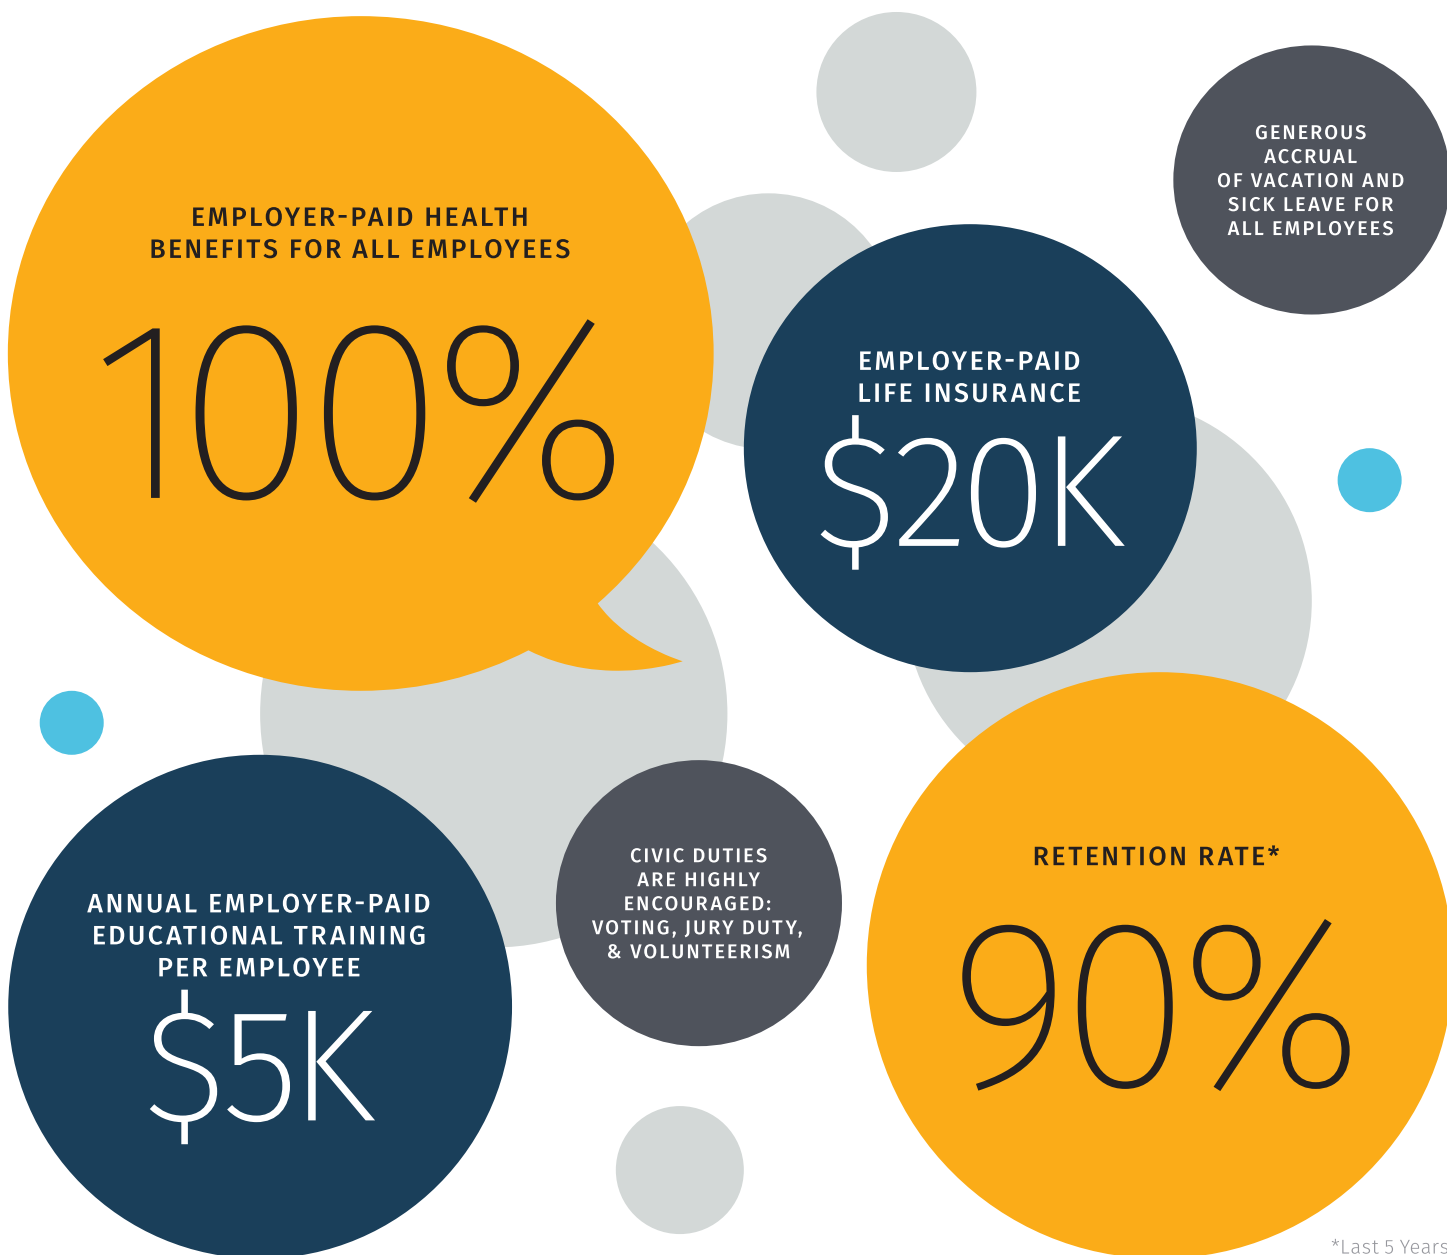 EMPLOYER-PAID HEALTH
BENEFITS FOR ALL EMPLOYEES
100%
GENEROUS
ACCRUAL
OF VACATION AND
SICK LEAVE FOR
ALL EMPLOYEES
EMPLOYER-PAID
LIFE INSURANCE
$20K
ANNUAL EMPLOYER-PAID
EDUCATIONAL TRAINING
PER EMPLOYEE
$5K
CIVIC DUTIES
ARE HIGHLY
ENCOURAGED:
VOTING, JURY DUTY,
& VOLUNTEERISM
RETENTION RATE*
90%
*Last 5 Years